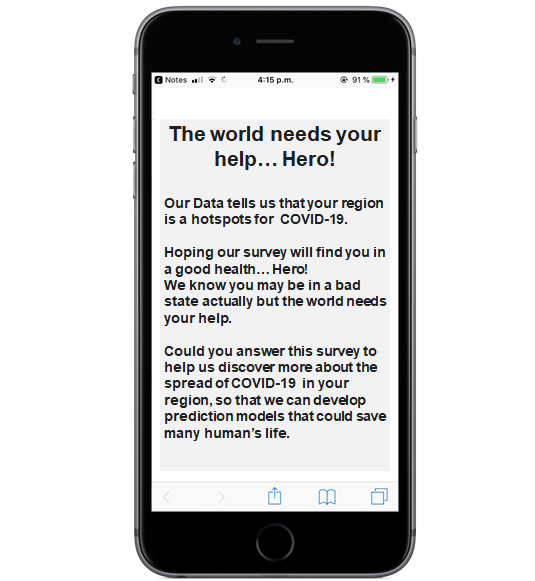 Notes 4:15 p.m. 91 %
The world needs your
help... Hero!
Our Data tells us that your region
is a hotspots for COVID-19.
Hoping our survey will find you in
a good health... Hero!
We know you may be in a bad
state actually but the world needs
your help.
Could you answer this survey to
help us discover more about the
spread of COVID-19 in your
region, so that we can develop
prediction models that could save
many human's life.